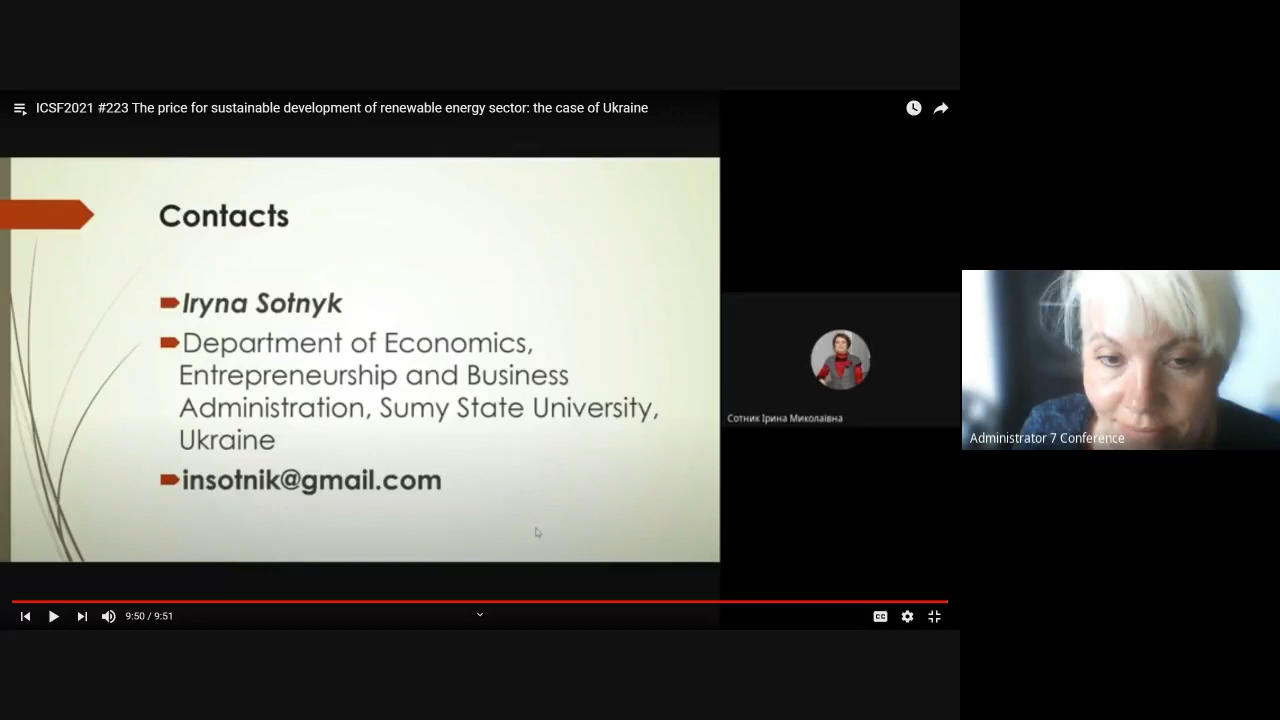 ICSF2021 #223 The price for sustainable development of renewable energy sector: the case of Ukraine
Contacts
Iryna Sotnyk
Department of Economics,
Entrepreneurship and Business
Administration, Sumy State University,
Ukraine
insotnik@gmail.com
Сотник Ірина Миколаївна
Administrator 7 Conference
9:50 / 9:51
CC